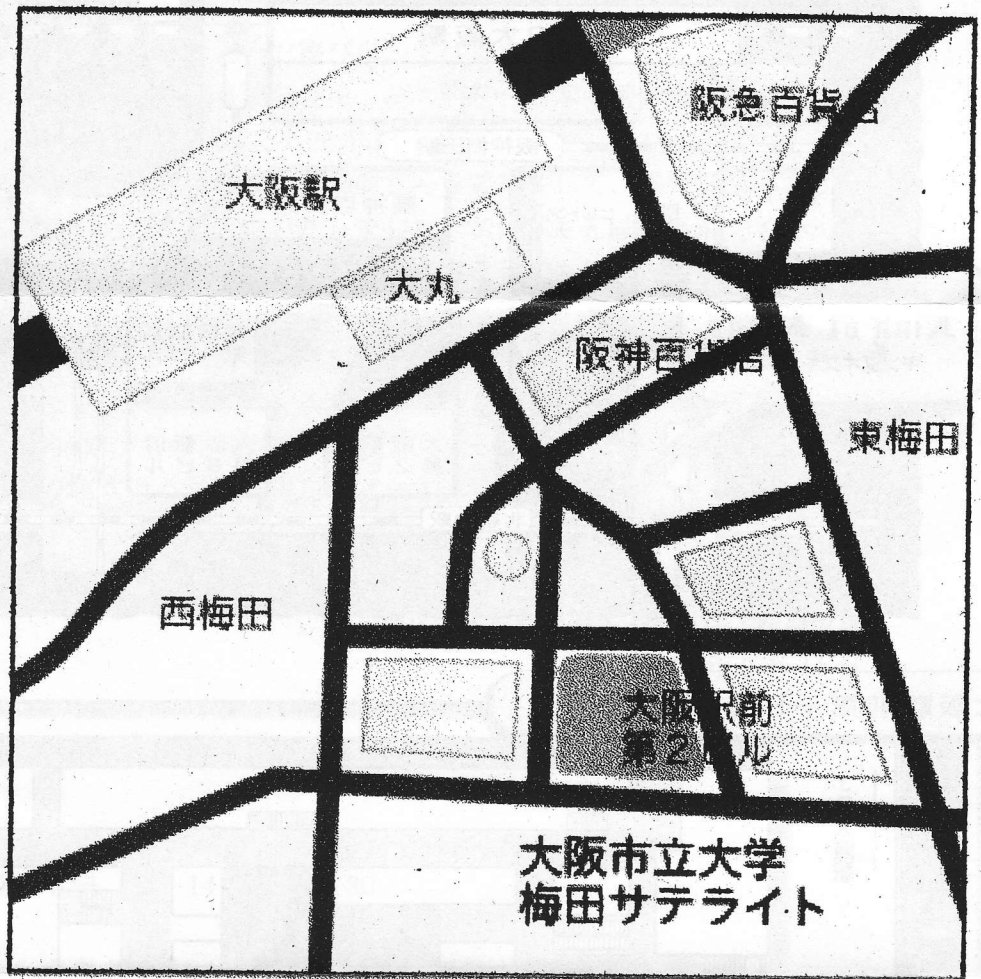 阪急百貨店
大阪駅
大丸
阪神百貨店
東梅田
西梅田
大阪駅前
第2ビル
大阪市立大学
梅田サテライト